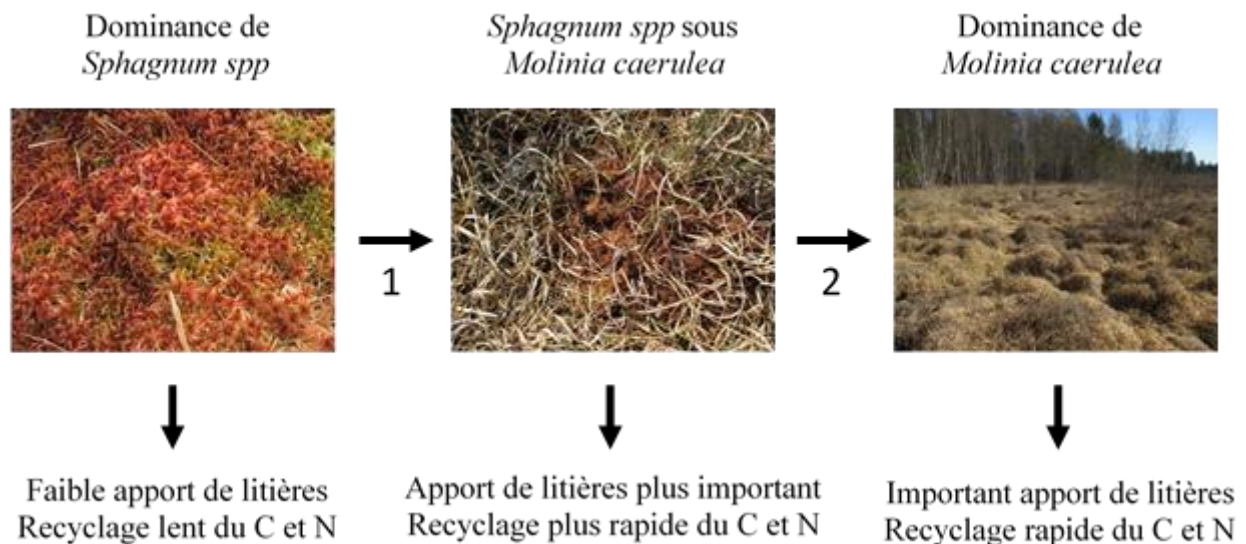 Dominance de
Sphagnum spp
Sphagnum spp sous
Molinia caerulea
Dominance de
Molinia caerulea
1
2
Faible apport de litières
Recyclage lent du C et N
Apport de litières plus important
Recyclage plus rapide du C et N
Important apport de litières
Recyclage rapide du C et N